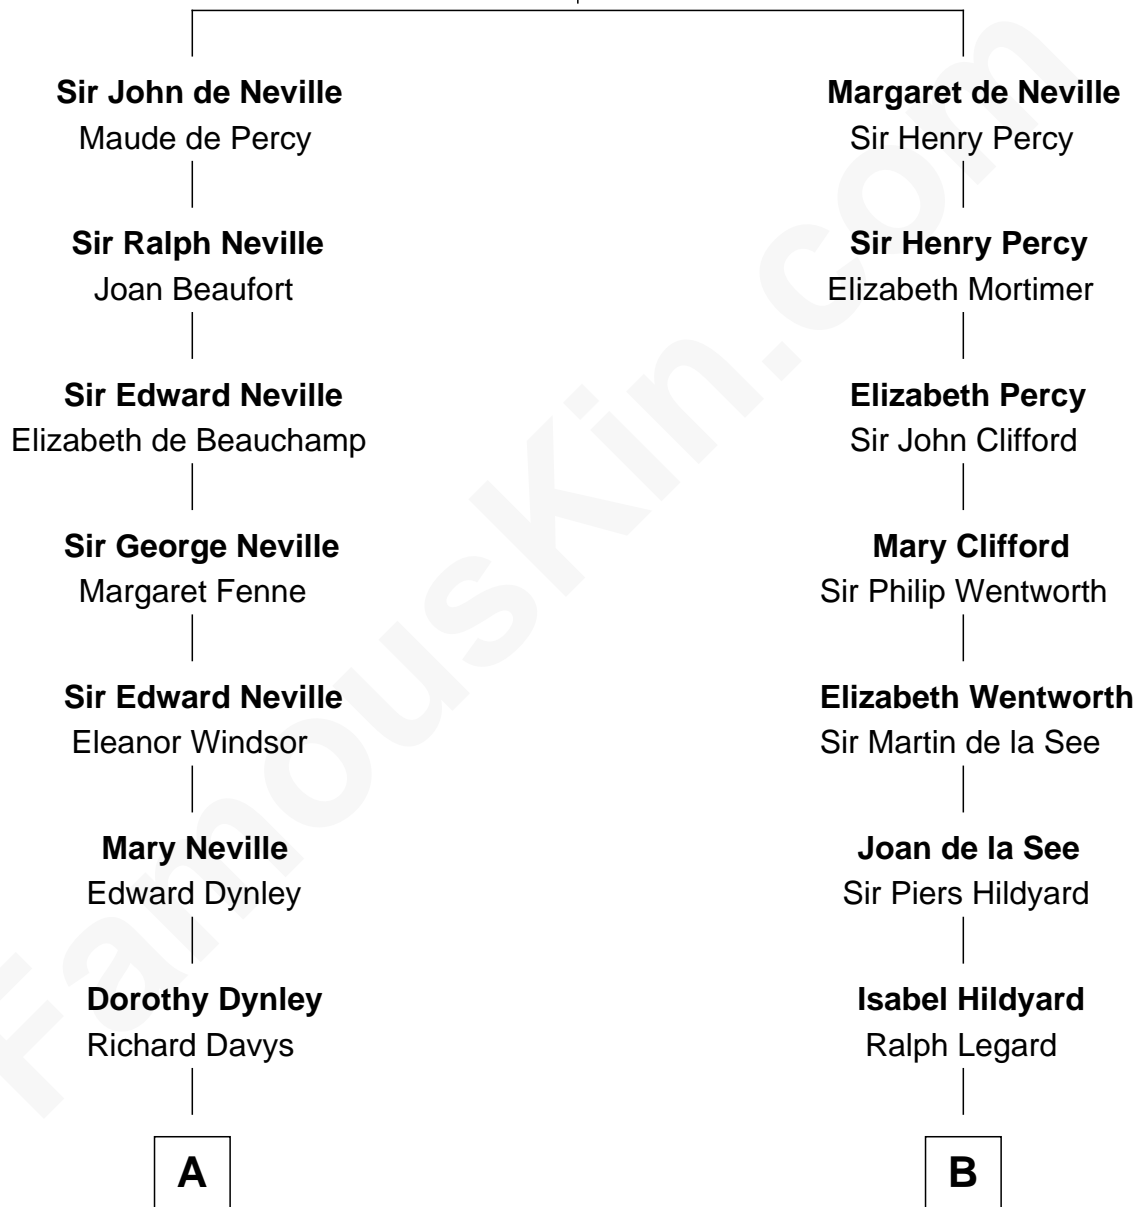 Sir John de Neville
Maude de Percy
Margaret de Neville
Sir Henry Percy
Sir Ralph Neville
Joan Beaufort
Sir Henry Percy
Elizabeth Mortimer
Sir Edward Neville
Elizabeth de Beauchamp
Elizabeth Percy
Sir John Clifford
Sir George Neville
Margaret Fenne
Mary Clifford
Sir Philip Wentworth
Sir Edward Neville
Eleanor Windsor
Elizabeth Wentworth
Sir Martin de la See
Mary Neville
Edward Dynley
Joan de la See
Sir Piers Hildyard
Dorothy Dynley
Richard Davys
Isabel Hildyard
Ralph Legard
A
B
FamousKin.com